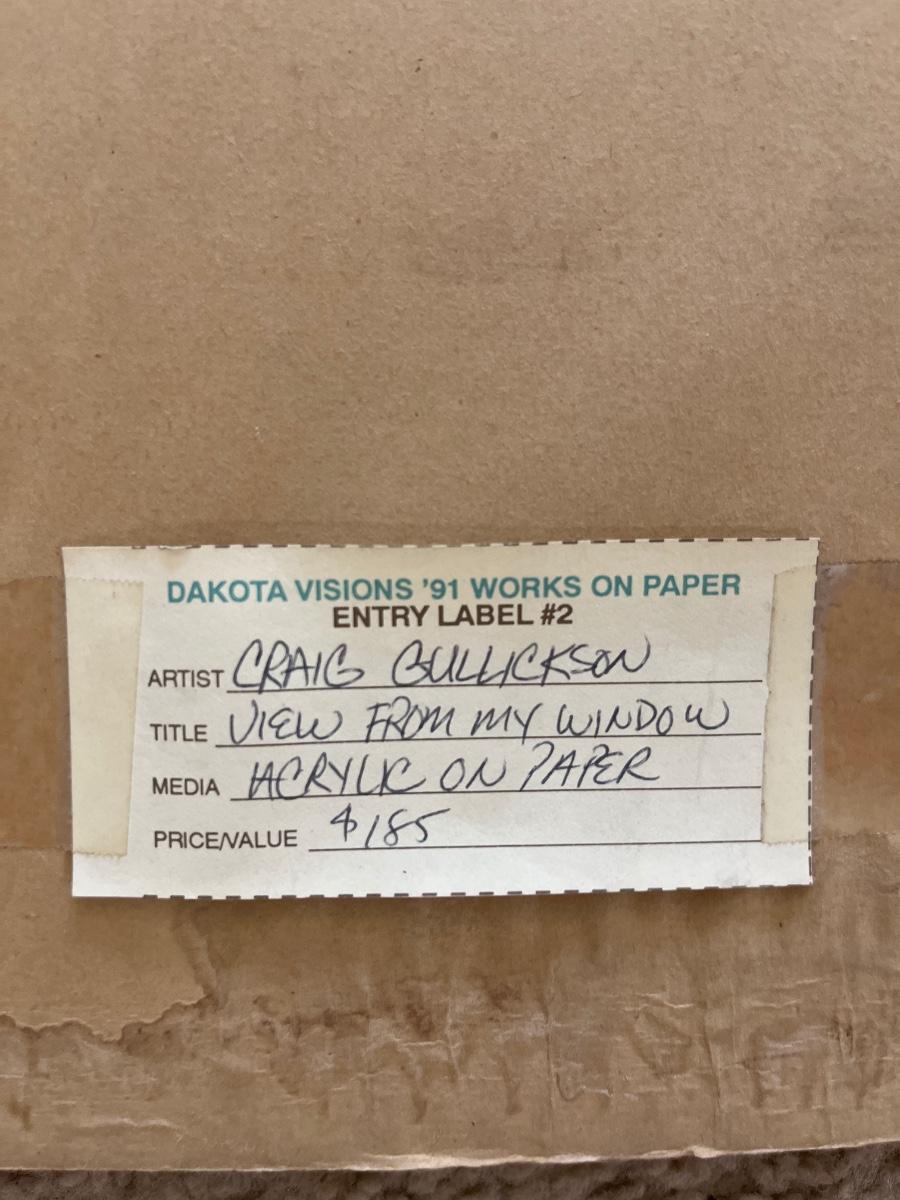 DAKOTA VISIONS '91 WORKS ON PAPER
ENTRY LABEL #2
ARTIST CRAIG GULLICKSON
TITLE VIEW FROM MY WINDOW
MEDIA ACRYLIC ON PAPER
PRICE/VALUE $185